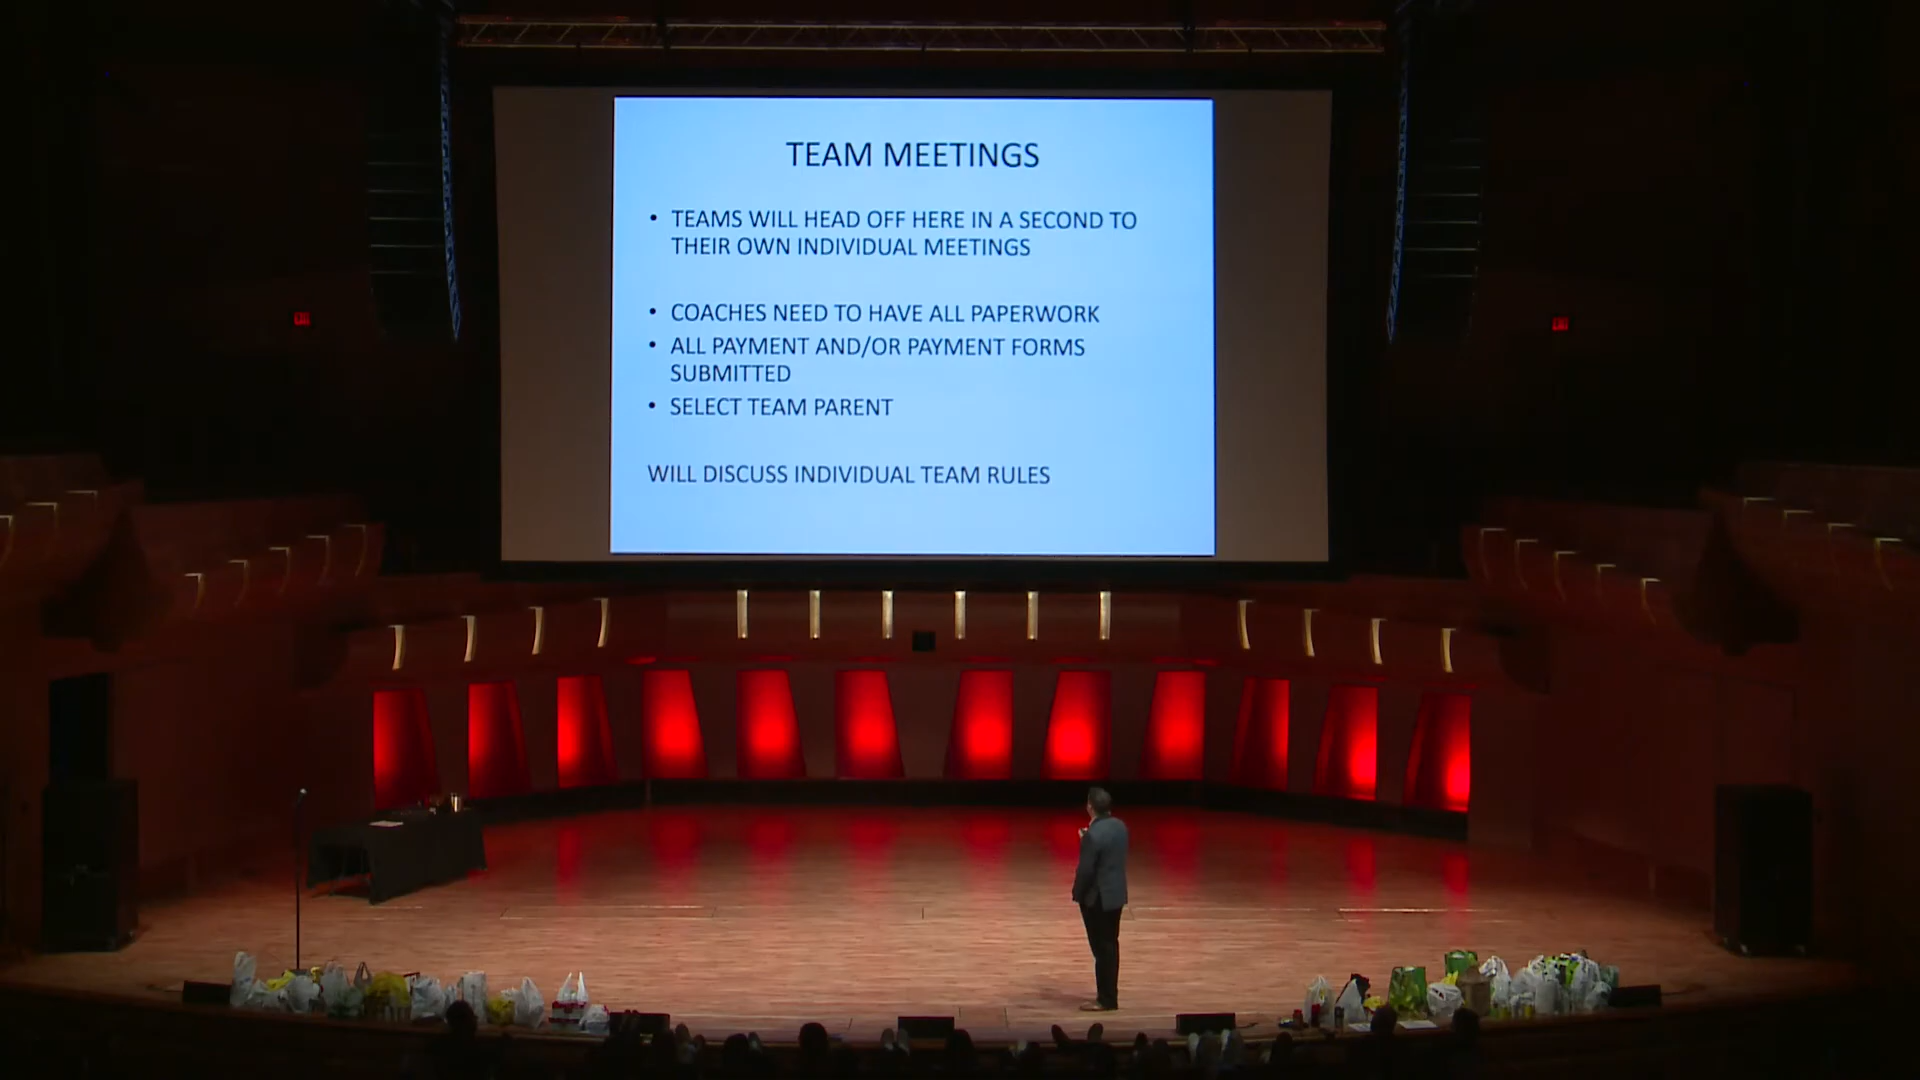 TEAM MEETINGS
• TEAMS WILL HEAD OFF HERE IN A SECOND TO
THEIR OWN INDIVIDUAL MEETINGS
• COACHES NEED TO HAVE ALL PAPERWORK
• ALL PAYMENT AND/OR PAYMENT FORMS
SUBMITTED
• SELECT TEAM PARENT
WILL DISCUSS INDIVIDUAL TEAM RULES